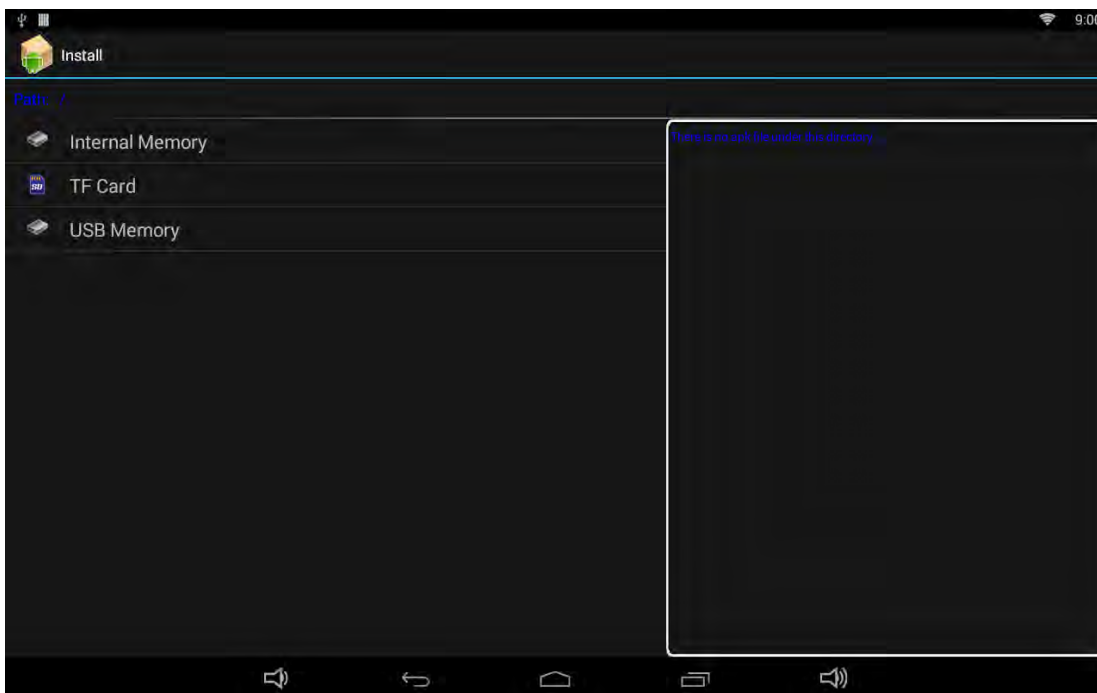 9:00
Install
Path: /
Internal Memory
TF Card
USB Memory